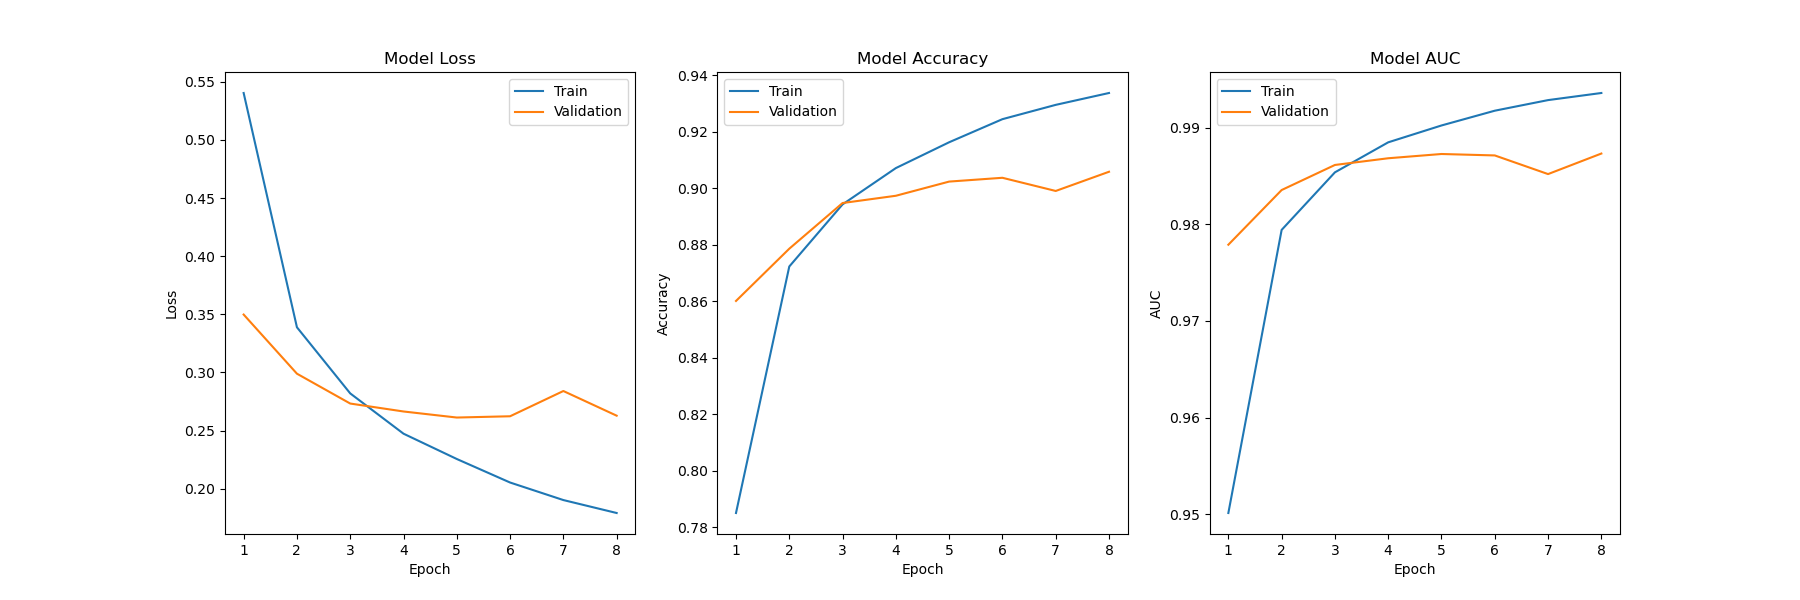 Model Loss
Train
Validation
0.55
0.50
0.45
0.40
0.35
0.30
0.25
0.20
Loss
1 2 3 4 5 6 7 8
Epoch
Model Accuracy
Train
Validation
0.94
0.92
0.90
0.88
0.86
0.84
0.82
0.80
0.78
Accuracy
1 2 3 4 5 6 7 8
Epoch
Model AUC
Train
Validation
0.99
0.98
0.97
0.96
0.95
AUC
1 2 3 4 5 6 7 8
Epoch